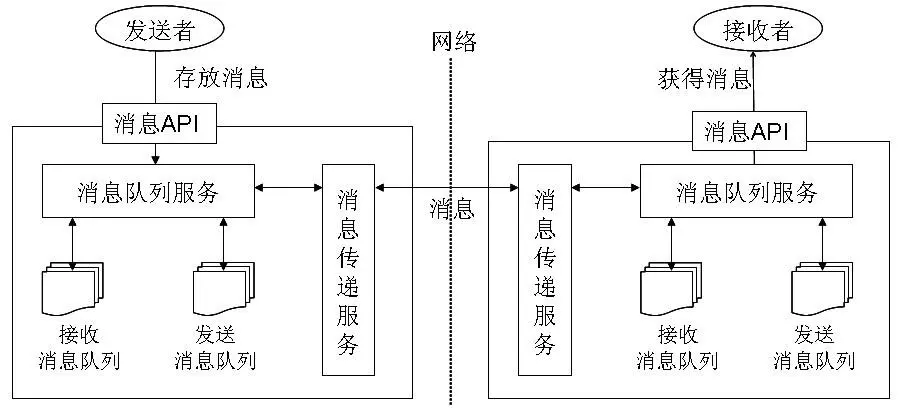 发送者
存放消息
消息API
消息队列服务
接收
消息队列
发送
消息队列
消息传递服务
网络
消息
接收者
获得消息
消息API
消息传递服务
消息队列服务
接收
消息队列
发送
消息队列